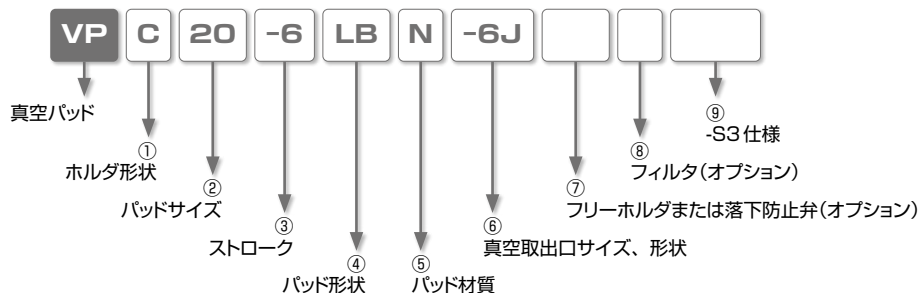 VP C 20 -6 LB N -6J
真空パッド
①
ホルダ形状
②
パッドサイズ
③
ストローク
④
パッド形状
⑤
パッド材質
⑥
真空取出口サイズ、形状
⑦
フリーホルダまたは落下防止弁(オプション)
⑧
フィルタ(オプション)
⑨
-S3仕様